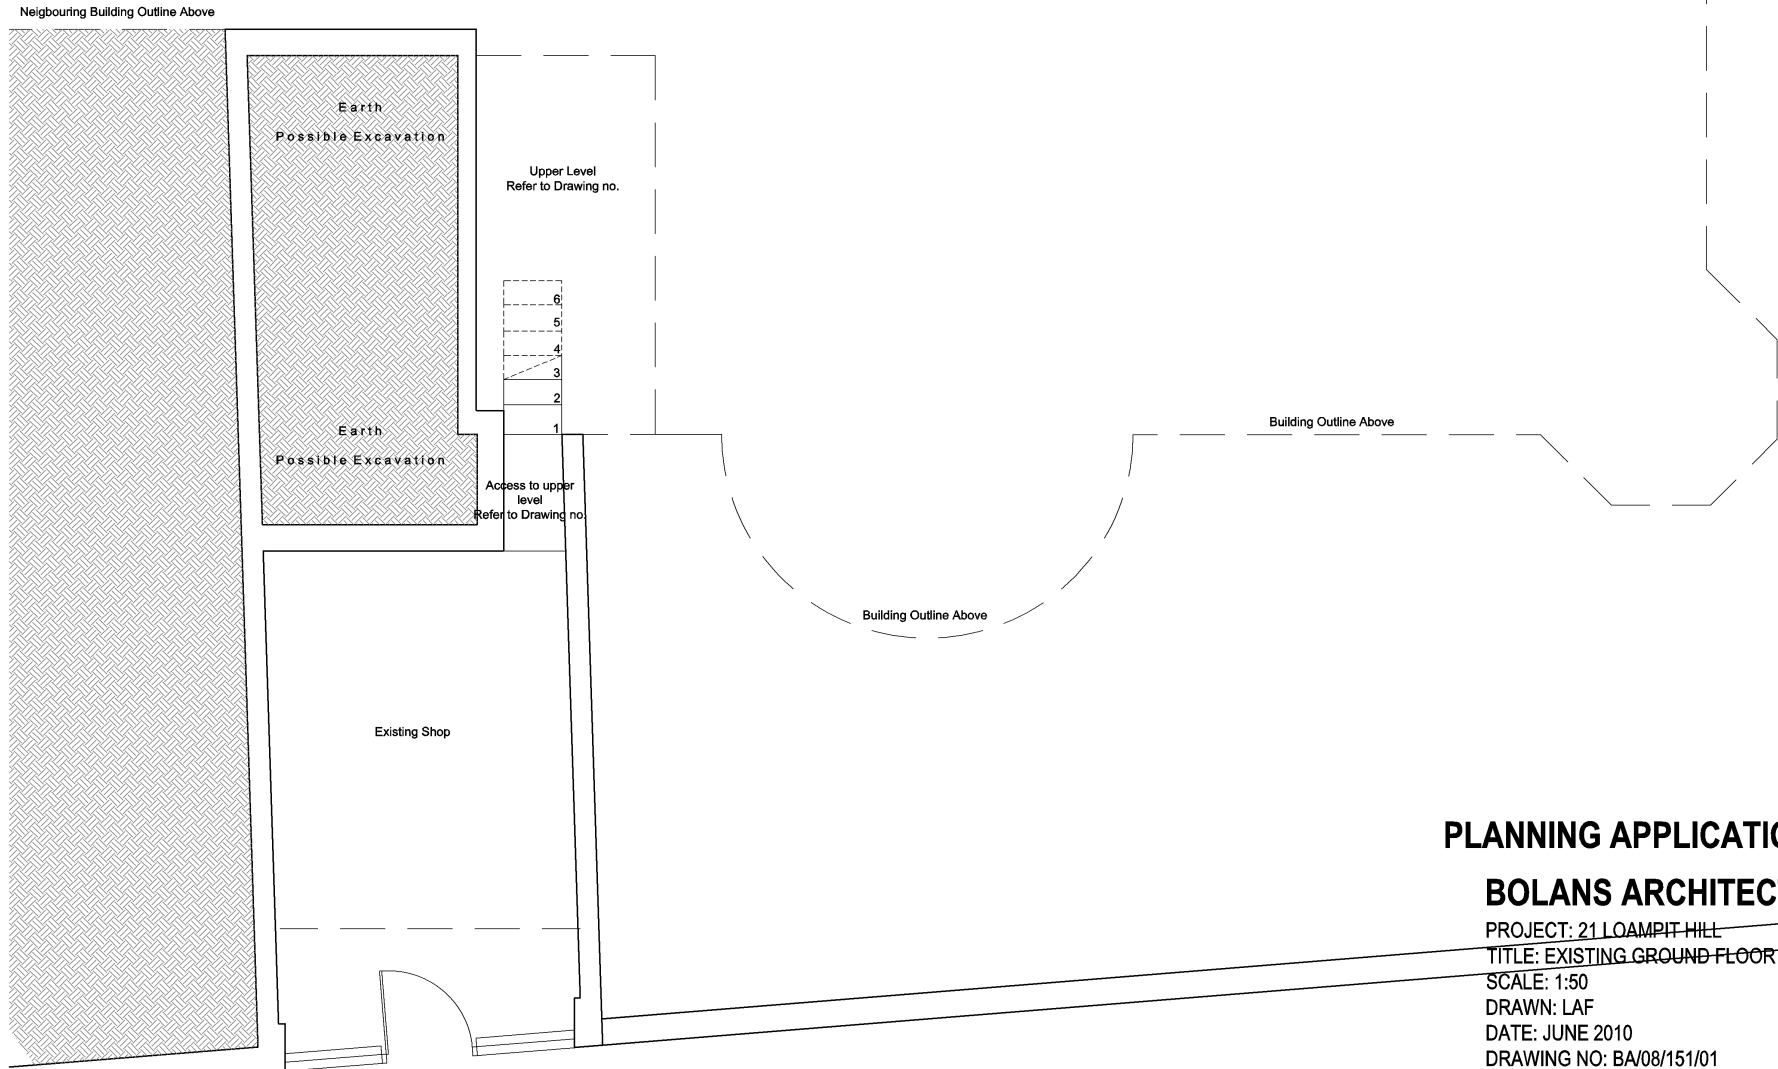 Neigbouring Building Outline Above
Earth
Possible Excavation
Upper Level
Refer to Drawing no.
6
5
4
3
2
1
Earth
Possible Excavation
Access to upper
level
Refer to Drawing no.
Building Outline Above
Building Outline Above
Existing Shop
PLANNING APPLICATIO
BOLANS ARCHITEC
PROJECT: 21 LOAMPIT HILL
TITLE: EXISTING GROUND FLOOR
SCALE: 1:50
DRAWN: LAF
DATE: JUNE 2010
DRAWING NO: BA/08/151/01